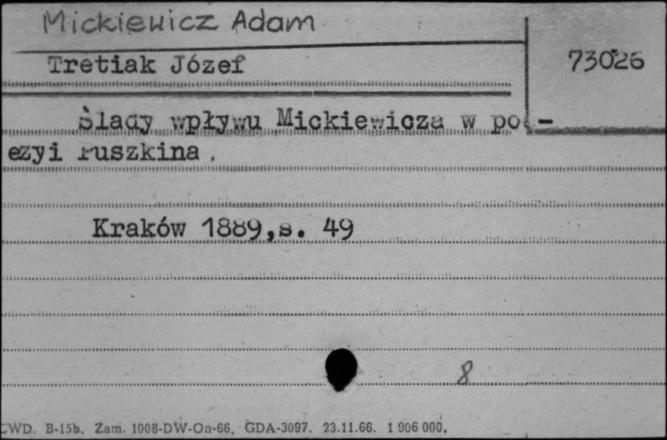 Mickiewicz Adam
Tretiak Józef
73026
Ślady wpływu Mickiewicza w po-
ezyi Puszkina.
Kraków 1889,s. 49
8
CWD. B-15b. Zam. 1008-DW-On-66. GDA-3097. 23.11.66. 1 906 000.